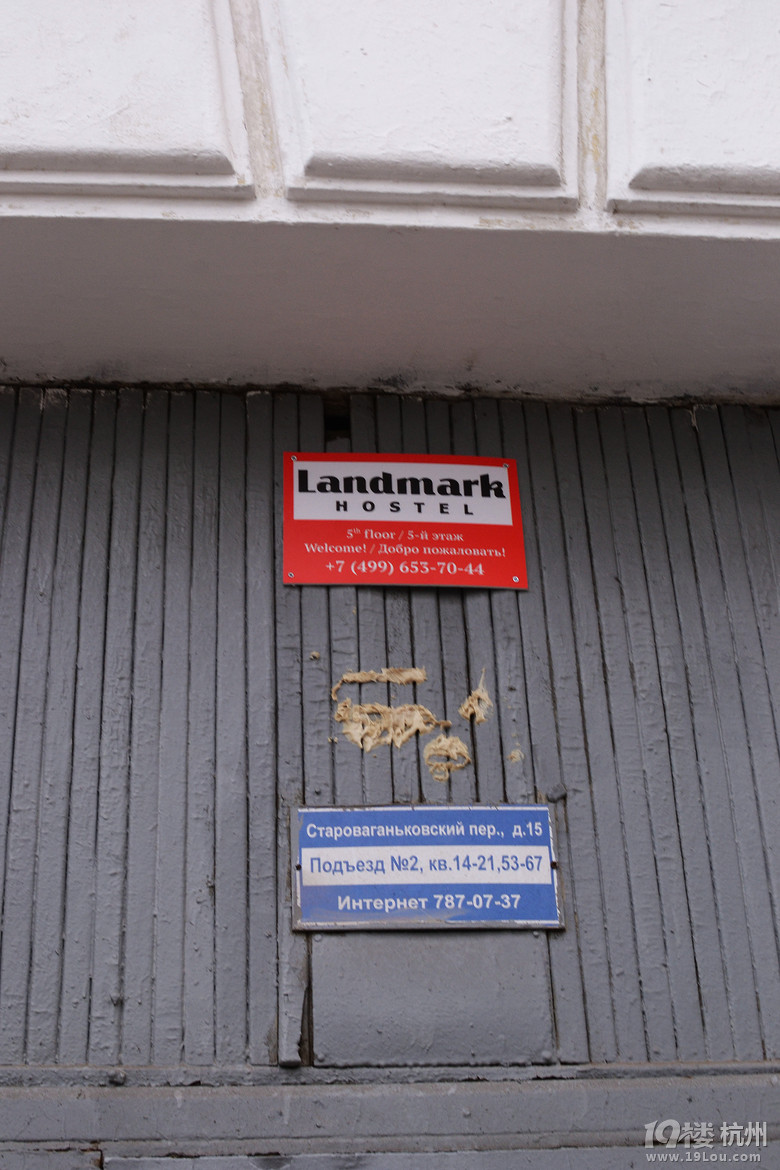 Landmark
HOSTEL
5th floor / 5-й этаж
Welcome! / Добро пожаловать!
+7 (499) 653-70-44
Староваганьковский пер., д.15
Подъезд №2, кв.14-21,53-67
Интернет 787-07-37
19楼 杭州
www.19Lou.com